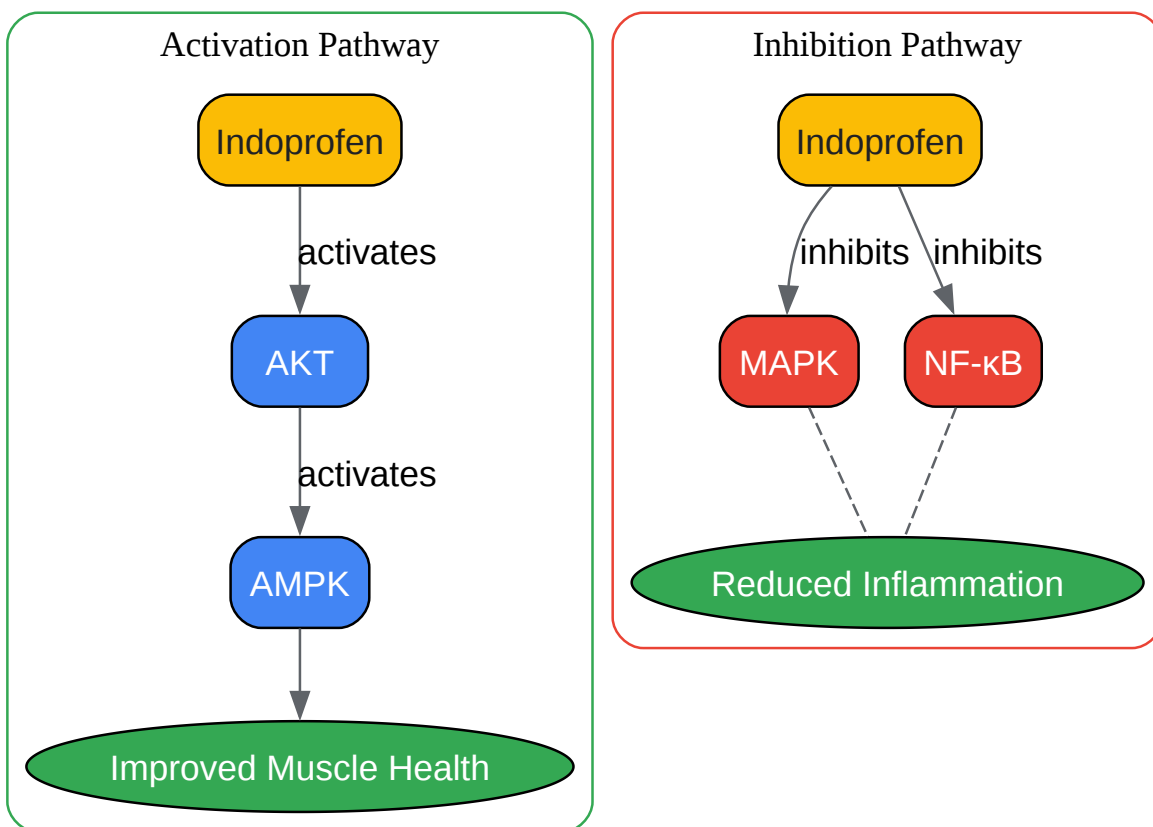 Activation Pathway
Indoprofen
activates
AKT
activates
AMPK
Improved Muscle Health
Inhibition Pathway
Indoprofen
inhibits
inhibits
MAPK
NF-κB
Reduced Inflammation